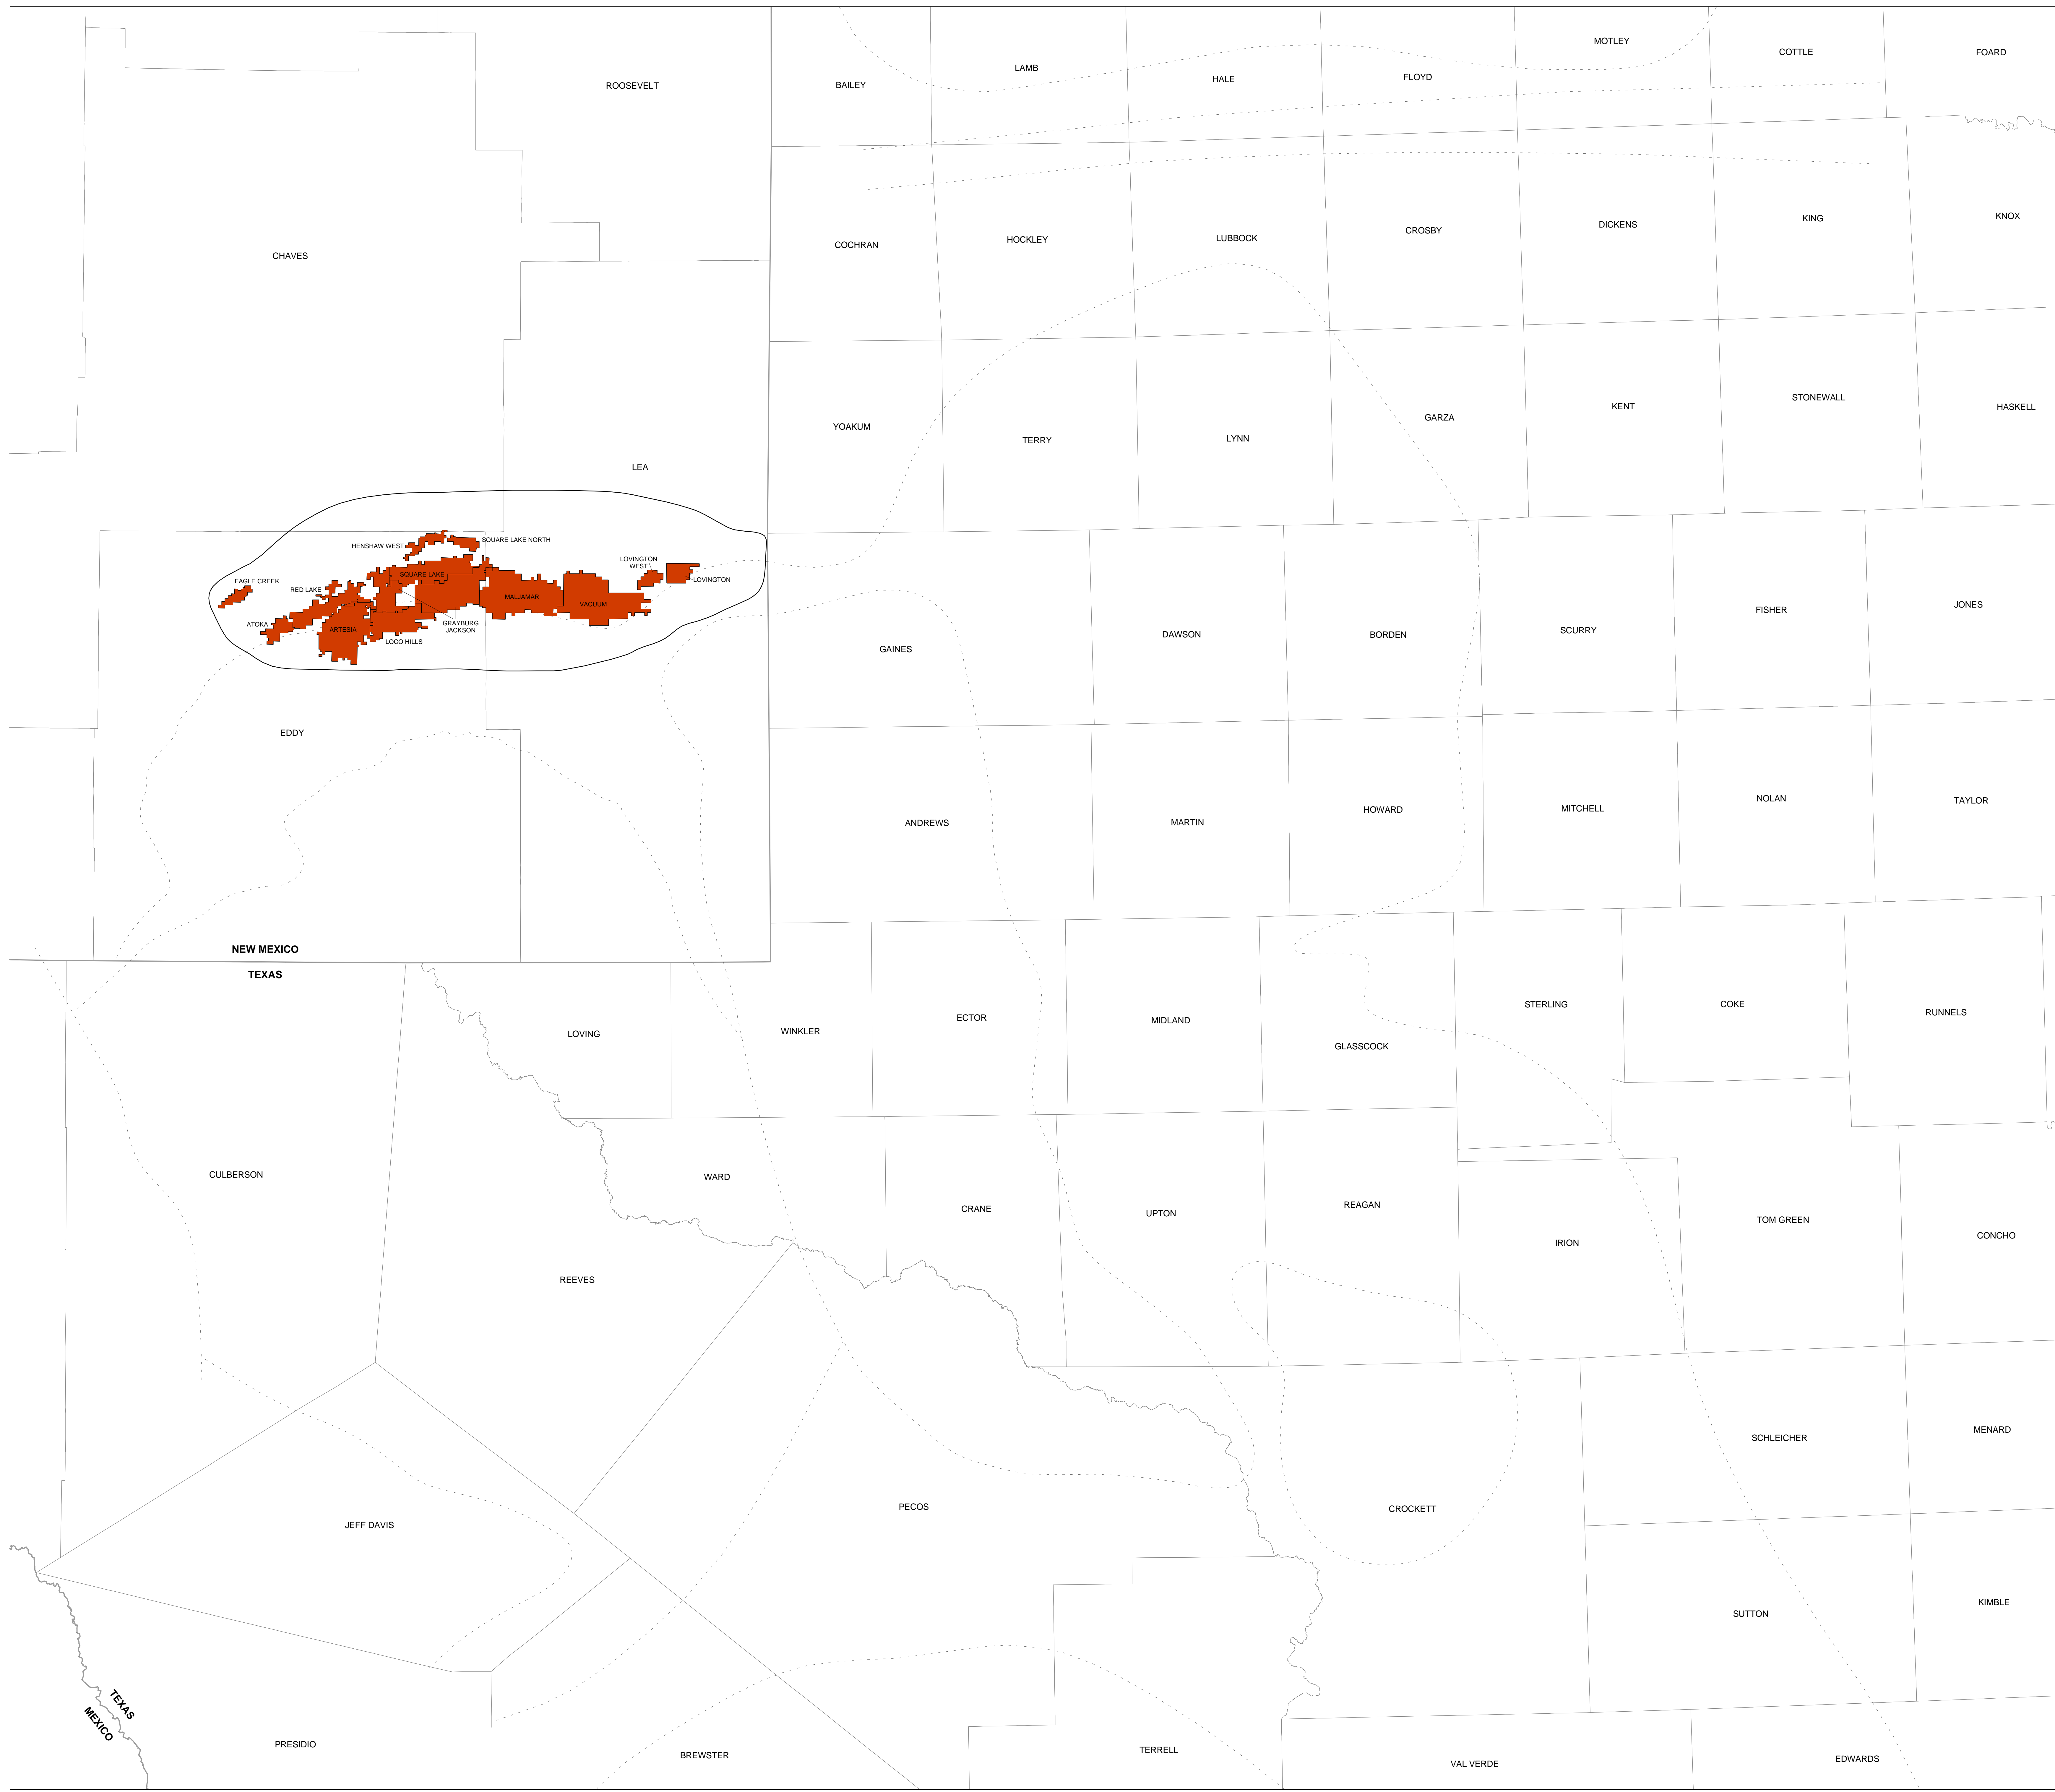 MOTLEY
COTTLE
FOARD
LAMB
HALE
FLOYD
ROOSEVELT
BAILEY
KING
KNOX
DICKENS
CROSBY
LUBBOCK
HOCKLEY
COCHRAN
CHAVES
STONEWALL
HASKELL
KENT
GARZA
YOAKUM
TERRY
LYNN
LEA
HENSHAW WEST
SQUARE LAKE NORTH
LOVINGTON
WEST
LOVINGTON
SQUARE LAKE
EAGLE CREEK
RED LAKE
MALJAMAR
VACUUM
ATOKA
ARTESIA
GRAYBURG
JACKSON
LOCO HILLS
JONES
FISHER
SCURRY
BORDEN
DAWSON
GAINES
EDDY
TAYLOR
NOLAN
MITCHELL
HOWARD
MARTIN
ANDREWS
NEW MEXICO
TEXAS
STERLING
COKE
RUNNELS
ECTOR
MIDLAND
WINKLER
LOVING
GLASSCOCK
CULBERSON
WARD
CRANE
UPTON
REAGAN
IRION
TOM GREEN
CONCHO
REEVES
MENARD
SCHLEICHER
PECOS
CROCKETT
JEFF DAVIS
KIMBLE
SUTTON
TEXAS
MEXICO
PRESIDIO
BREWSTER
TERRELL
VAL VERDE
EDWARDS